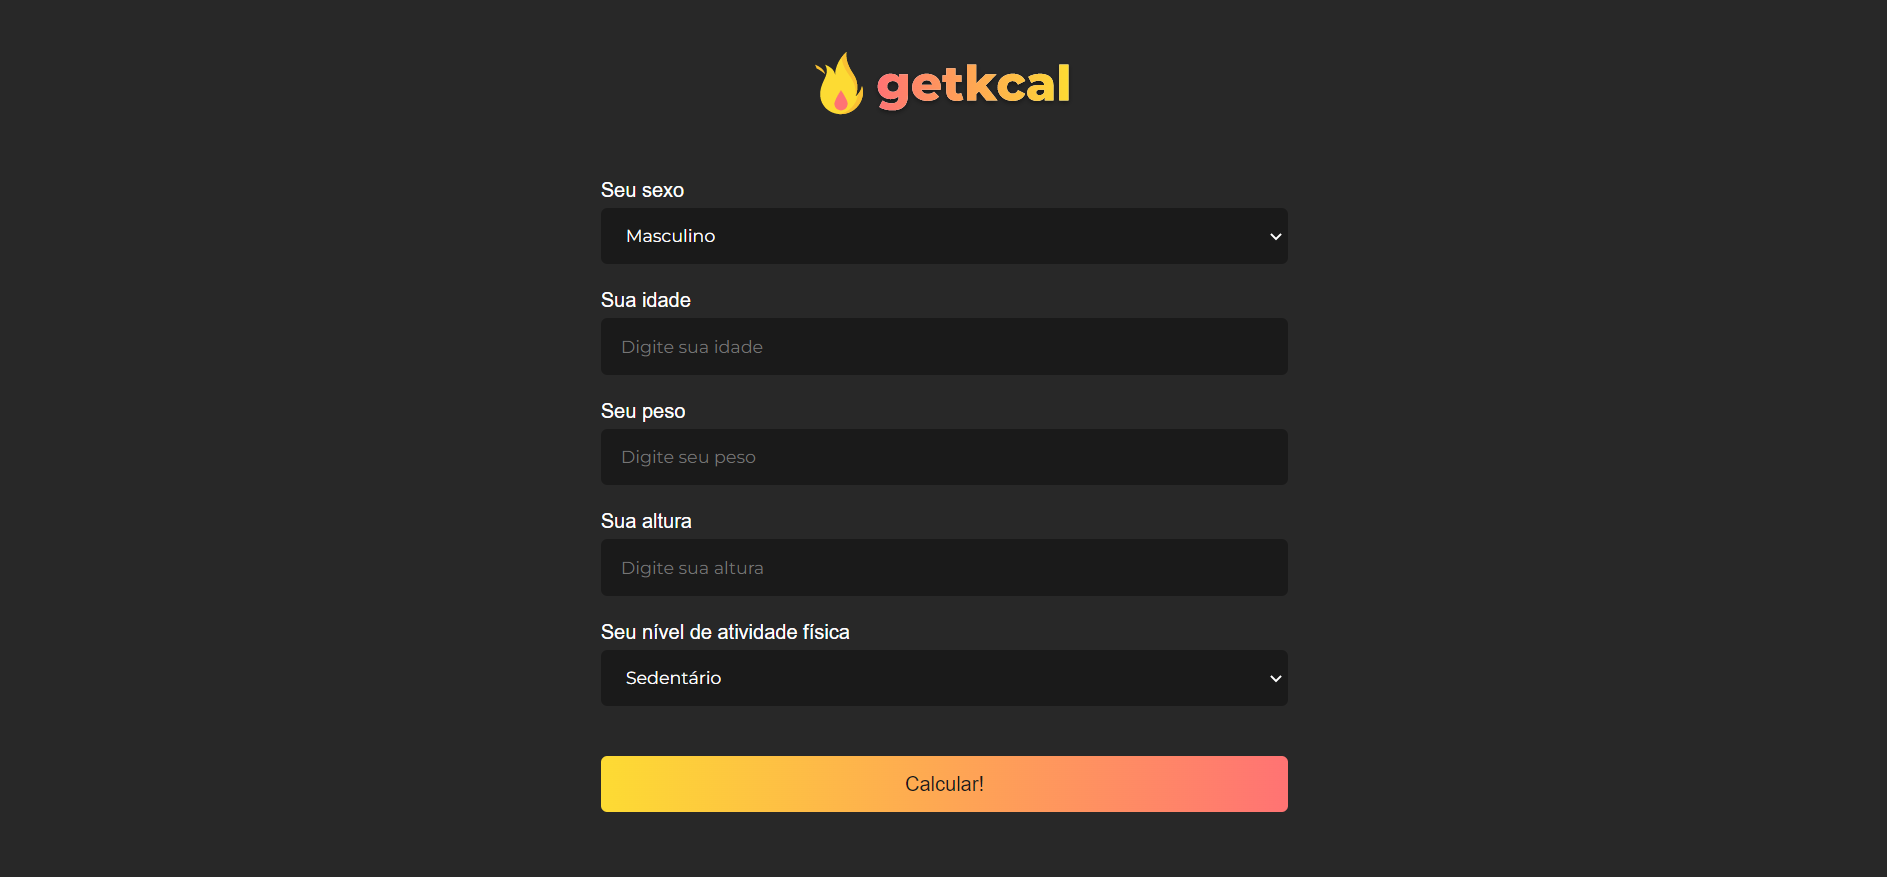 getkcal
Seu sexo
Masculino
Sua idade
Digite sua idade
Seu peso
Digite seu peso
Sua altura
Digite sua altura
Seu nível de atividade física
Sedentário
Calcular!